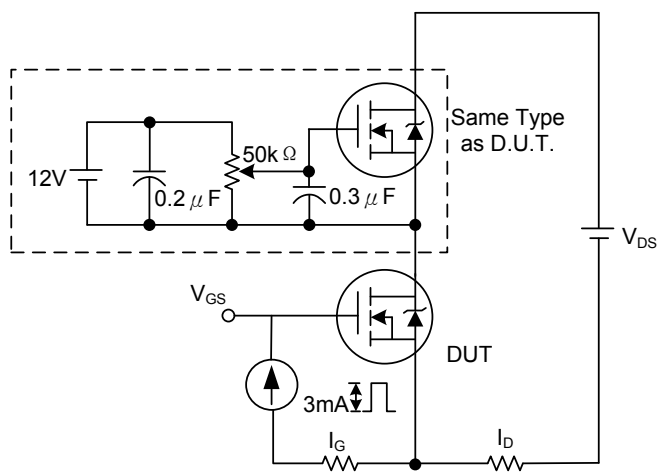 Same Type
as D.U.T.
12V
50kΩ
0.2μF
0.3μF
V_DS
V_GS
DUT
3mA
I_G
I_D